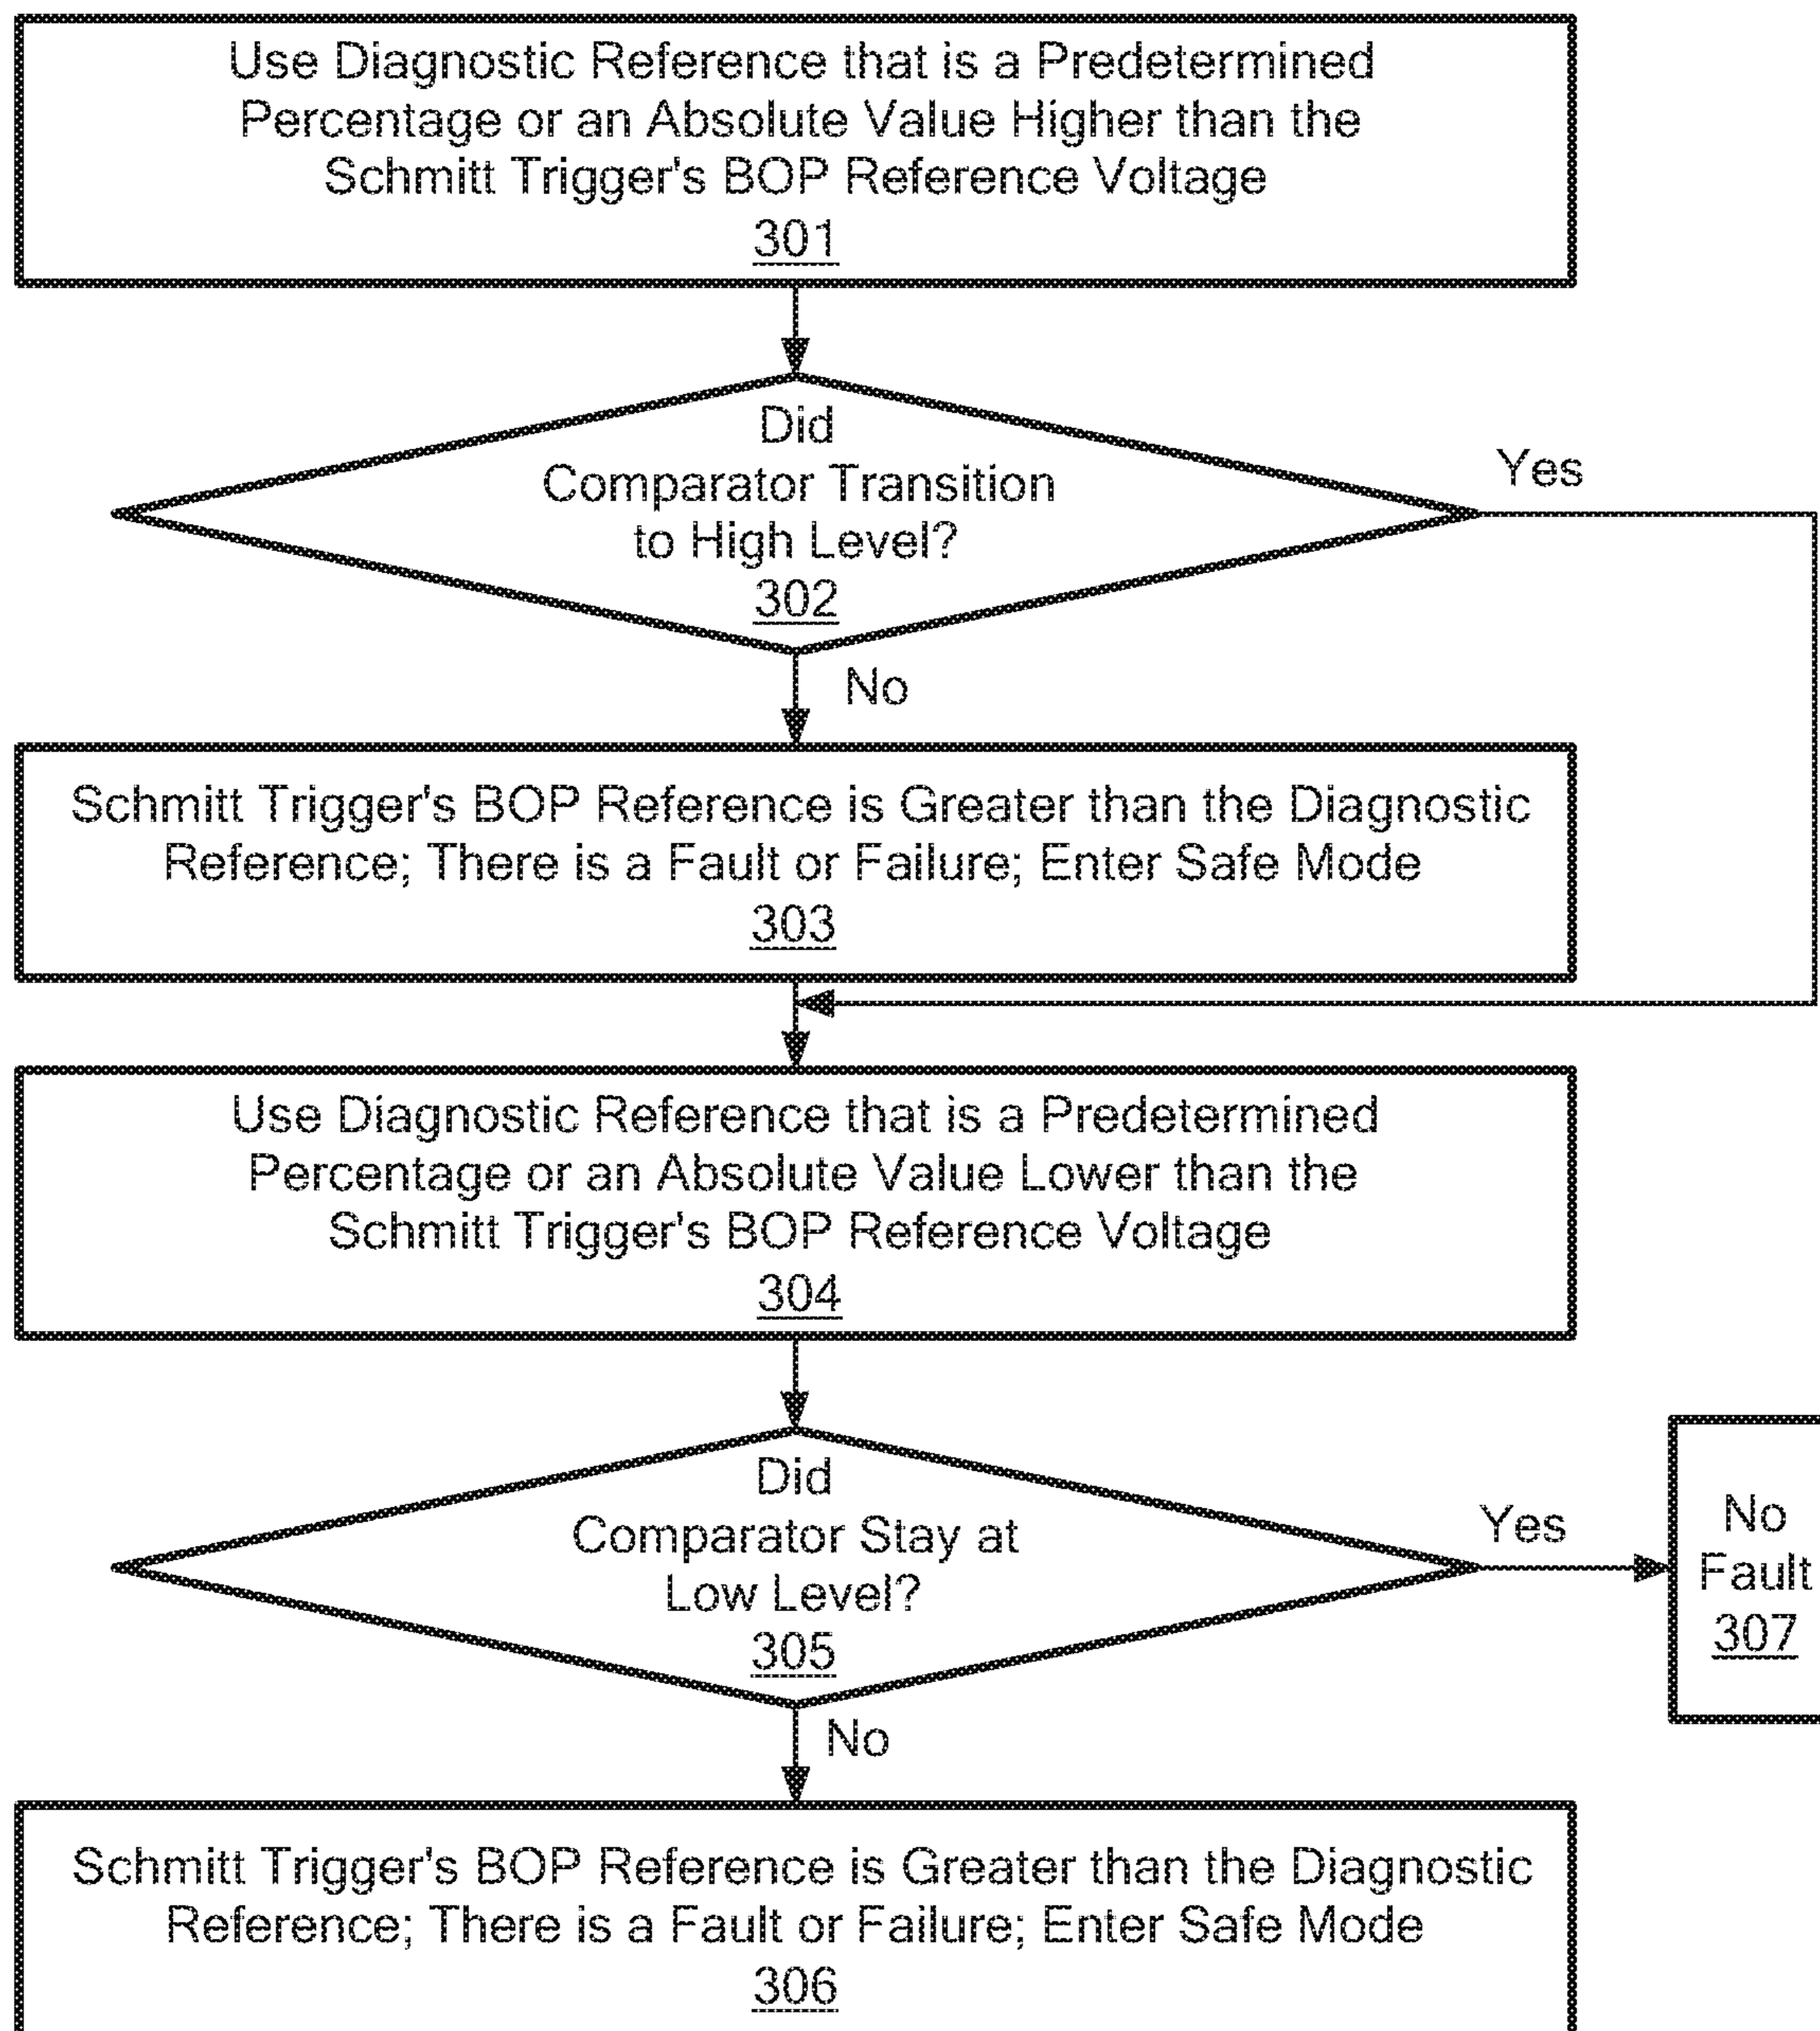 Use Diagnostic Reference that is a Predetermined
Percentage or an Absolute Value Higher than the
Schmitt Trigger's BOP Reference Voltage
301
Did
Comparator Transition
to High Level?
302
Yes
No
Schmitt Trigger's BOP Reference is Greater than the Diagnostic
Reference; There is a Fault or Failure; Enter Safe Mode
303
Use Diagnostic Reference that is a Predetermined
Percentage or an Absolute Value Lower than the
Schmitt Trigger's BOP Reference Voltage
304
Did
Comparator Stay at
Low Level?
305
Yes
No
Fault
307
No
Schmitt Trigger's BOP Reference is Greater than the Diagnostic
Reference; There is a Fault or Failure; Enter Safe Mode
306